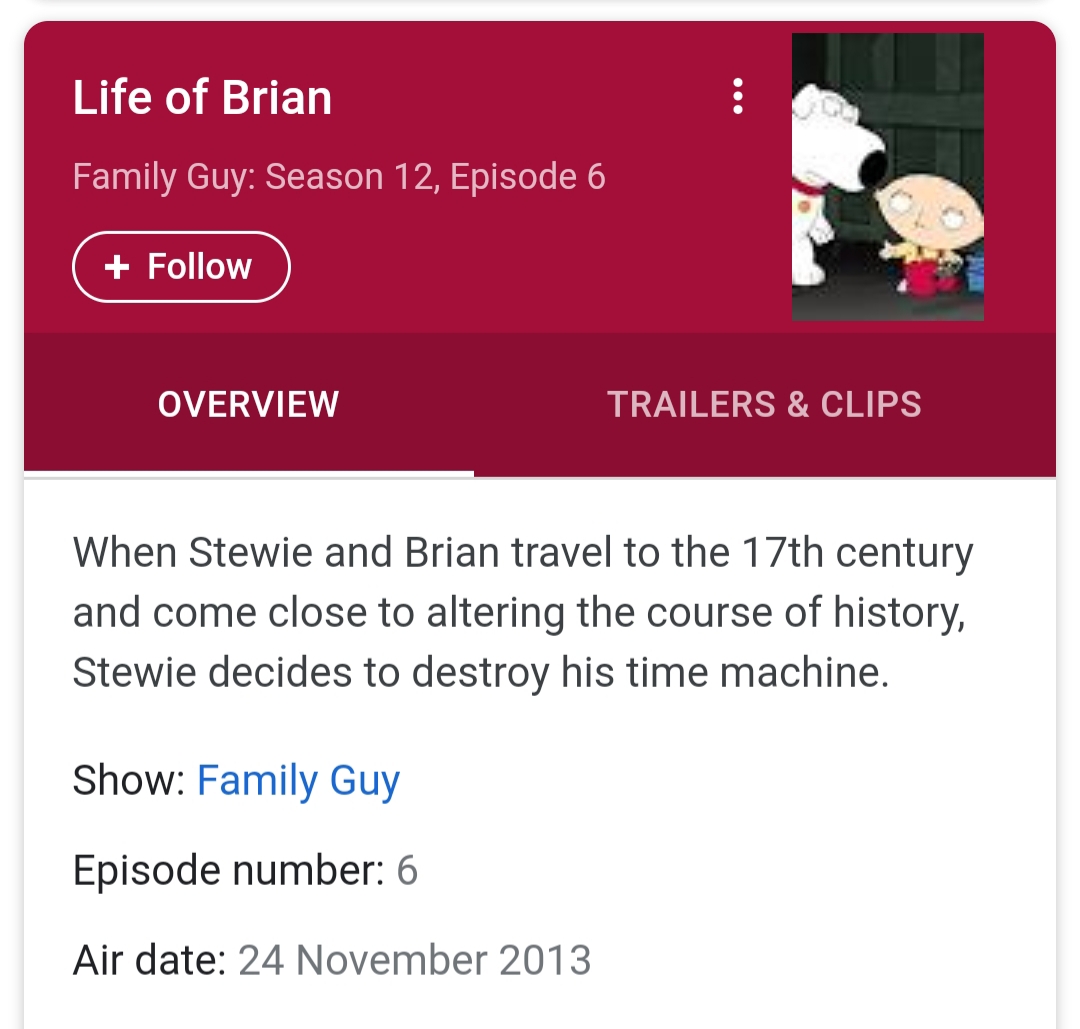 Life of Brian
Family Guy: Season 12, Episode 6
+ Follow
OVERVIEW
TRAILERS & CLIPS
When Stewie and Brian travel to the 17th century
and come close to altering the course of history,
Stewie decides to destroy his time machine.
Show: Family Guy
Episode number: 6
Air date: 24 November 2013